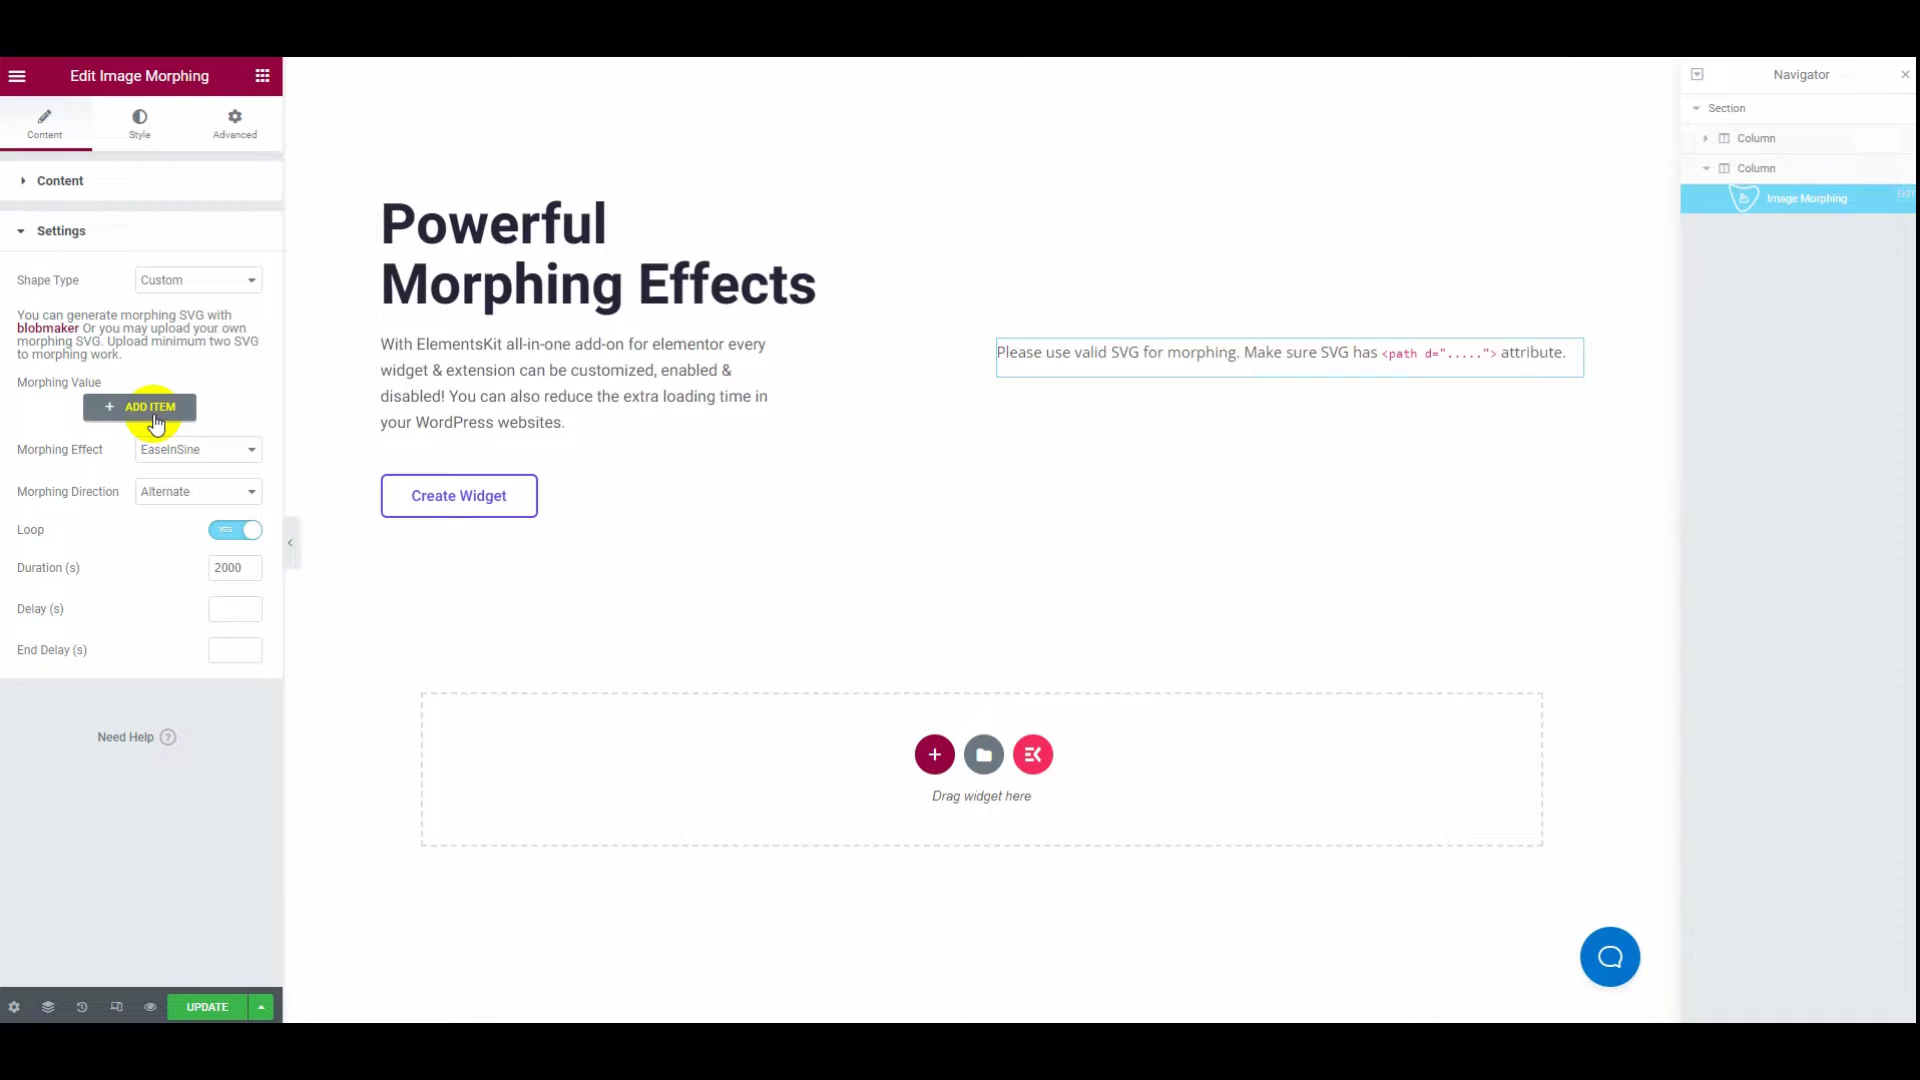 Edit Image Morphing
Content
Style
Advanced
Content
Settings
Shape Type
Custom
You can generate morphing SVG with
blobmaker Or you may upload your own
morphing SVG. Upload minimum two SVG
to morphing work.
Morphing Value
+ ADD ITEM
Morphing Effect
EaseInSine
Morphing Direction
Alternate
Loop
YES
Duration (s)
2000
Delay (s)
End Delay (s)
Need Help ?
UPDATE
Powerful
Morphing Effects
With ElementsKit all-in-one add-on for elementor every
widget & extension can be customized, enabled &
disabled! You can also reduce the extra loading time in
your WordPress websites.
Create Widget
Please use valid SVG for morphing. Make sure SVG has <path d="....."> attribute.
Drag widget here
Navigator
Section
Column
Column
Image Morphing